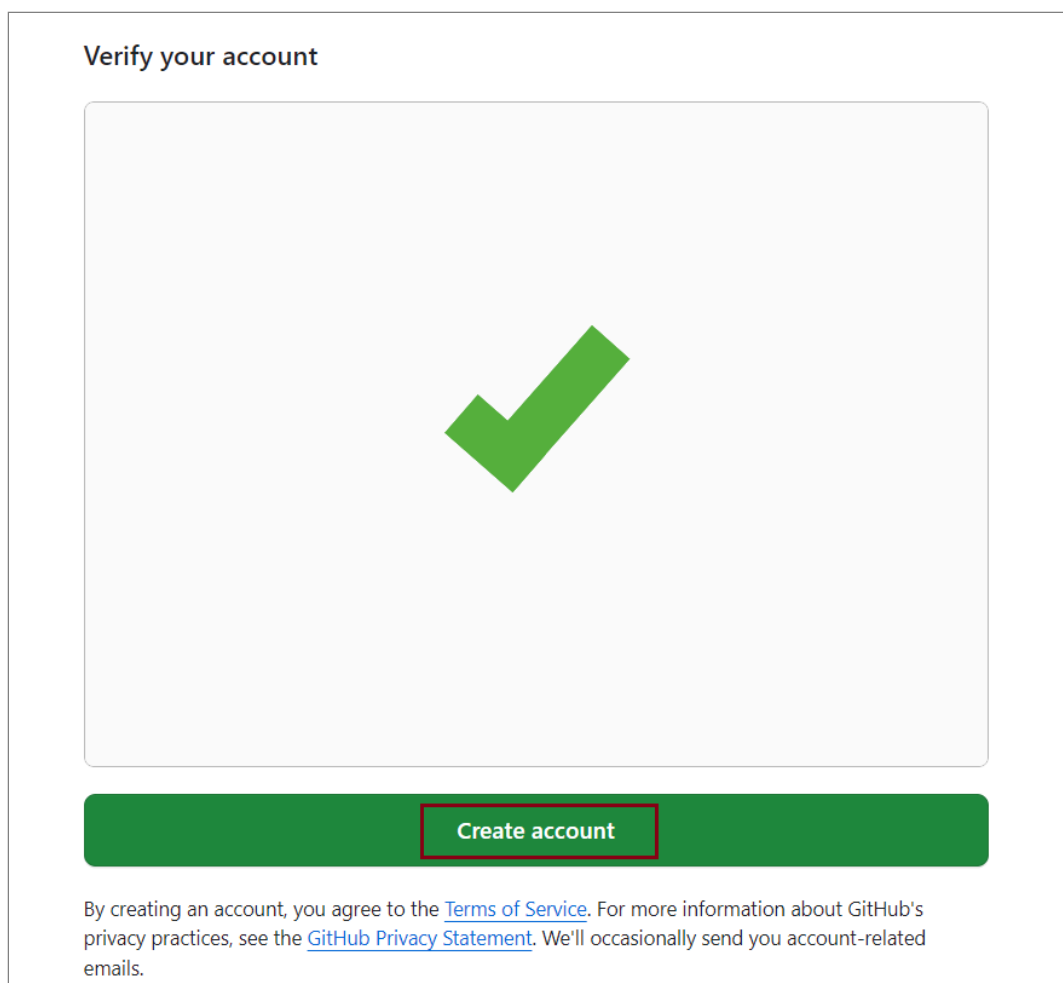 Verify your account
Create account
By creating an account, you agree to the Terms of Service. For more information about GitHub's
privacy practices, see the GitHub Privacy Statement. We'll occasionally send you account-related
emails.